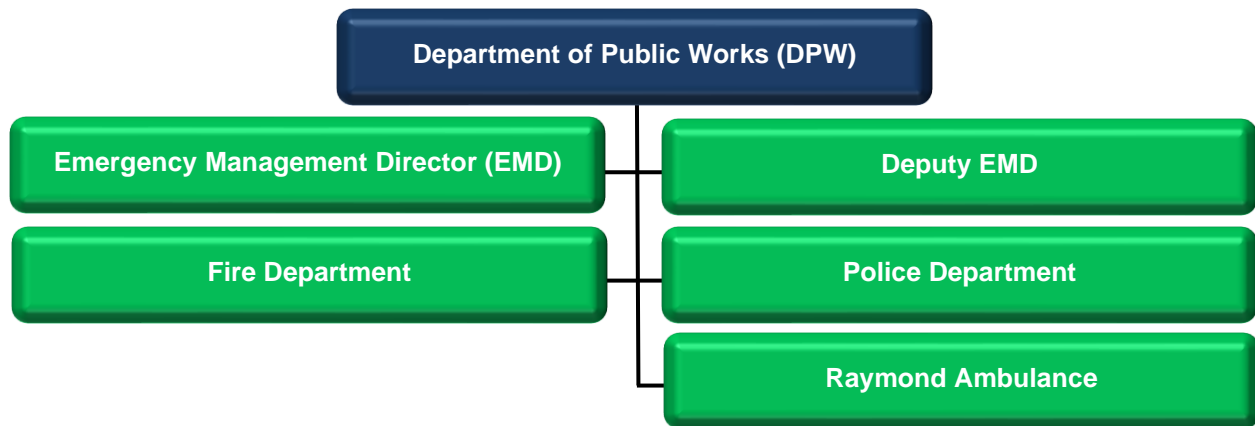 Department of Public Works (DPW)
Emergency Management Director (EMD)
Deputy EMD
Fire Department
Police Department
Raymond Ambulance